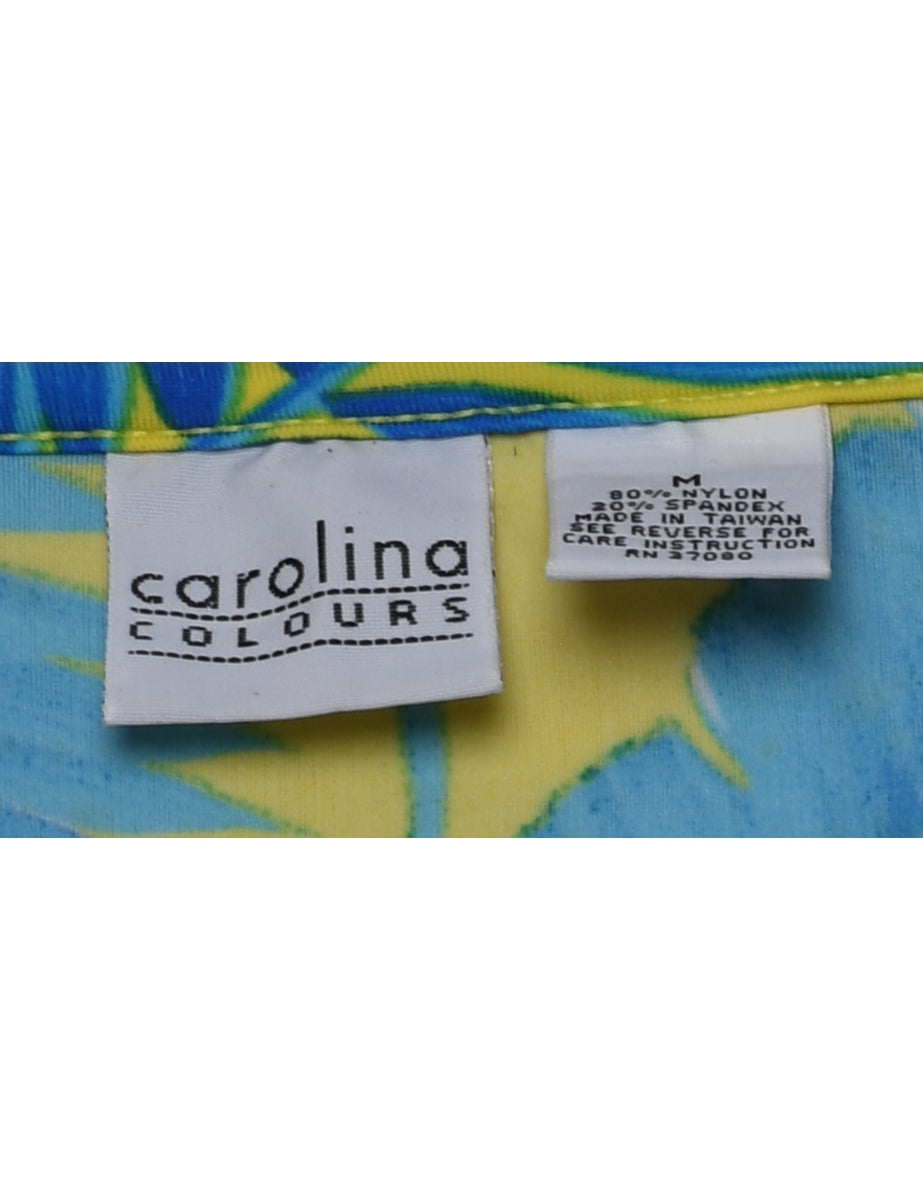 carolina
COLOURS
M
80% NYLON
20% SPANDEX
MADE IN TAIWAN
SEE REVERSE FOR
CARE INSTRUCTION
RN 37080